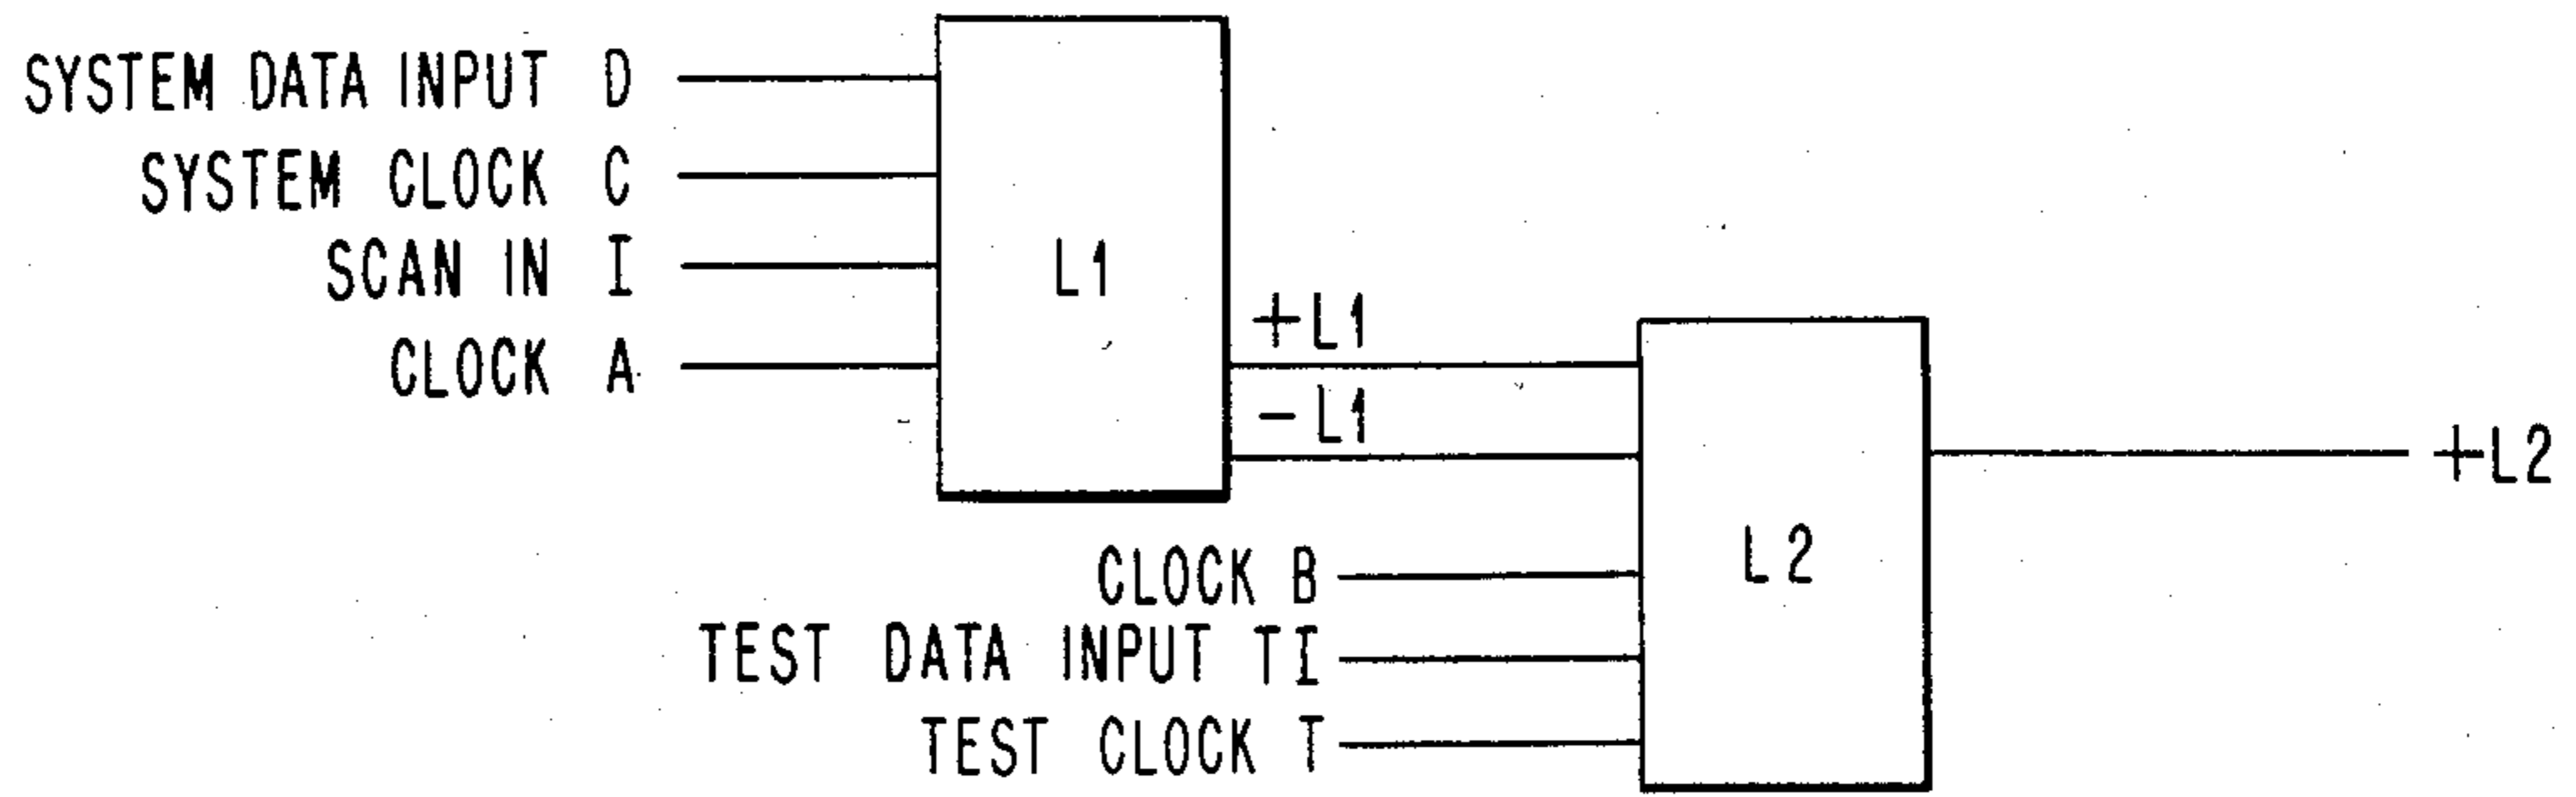 SYSTEM DATA INPUT D
SYSTEM CLOCK C
SCAN IN I
CLOCK A
L1
+L1
-L1
L2
+L2
CLOCK B
TEST DATA INPUT TI
TEST CLOCK T